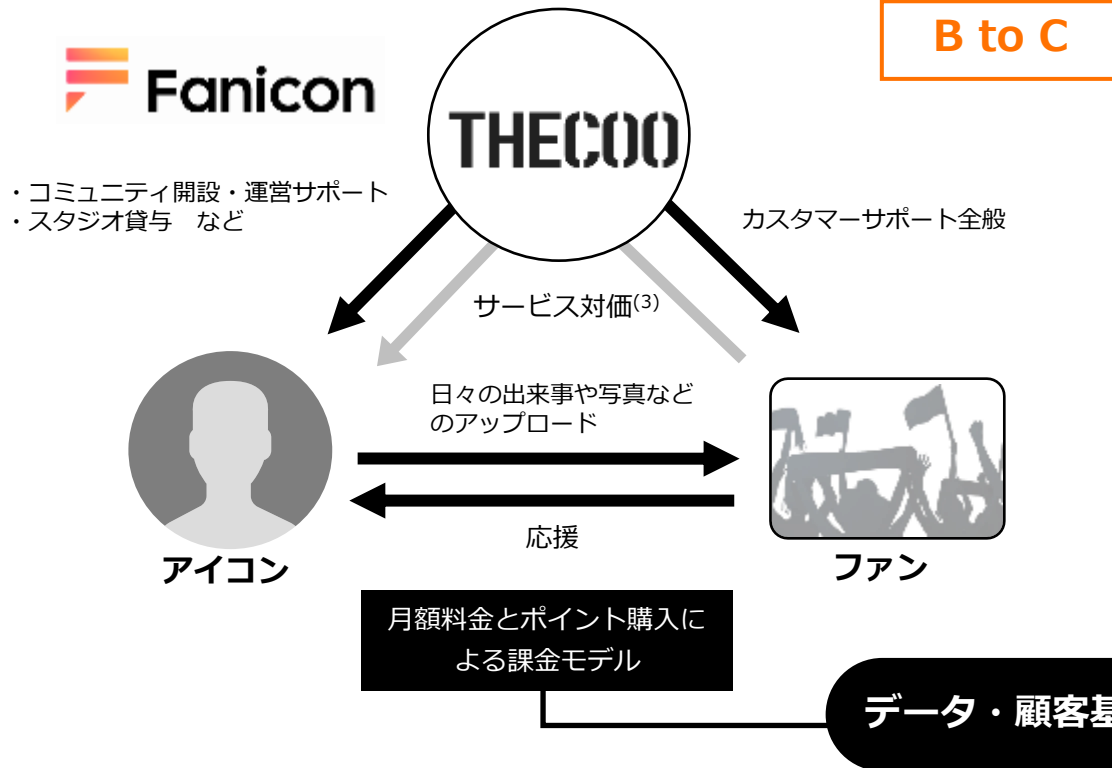 B to C
Fanicon
THECOO
・コミュニティ開設・運営サポート
・スタジオ貸与　など
カスタマーサポート全般
サービス対価(3)
日々の出来事や写真など
のアップロード
応援
アイコン
ファン
月額料金とポイント購入に
よる課金モデル
データ・顧客基